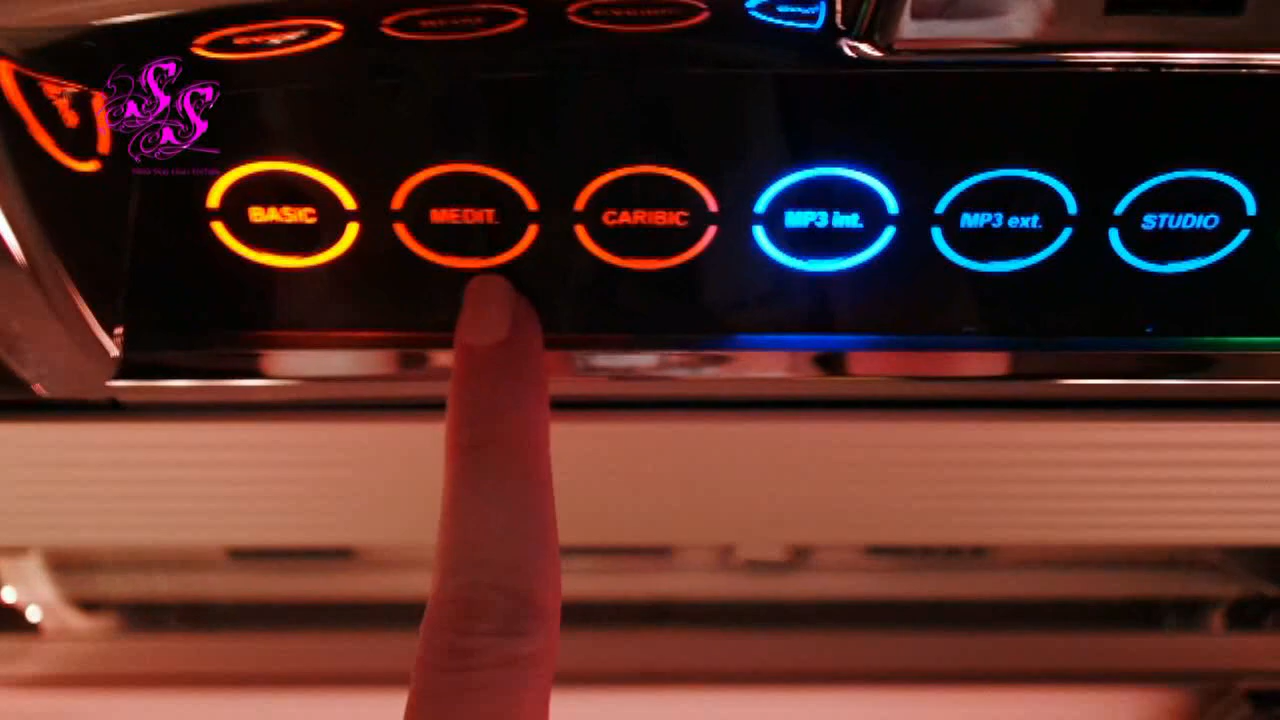 BASIC
MEDIT.
CARIBIC
MP3 int.
MP3 ext.
STUDIO